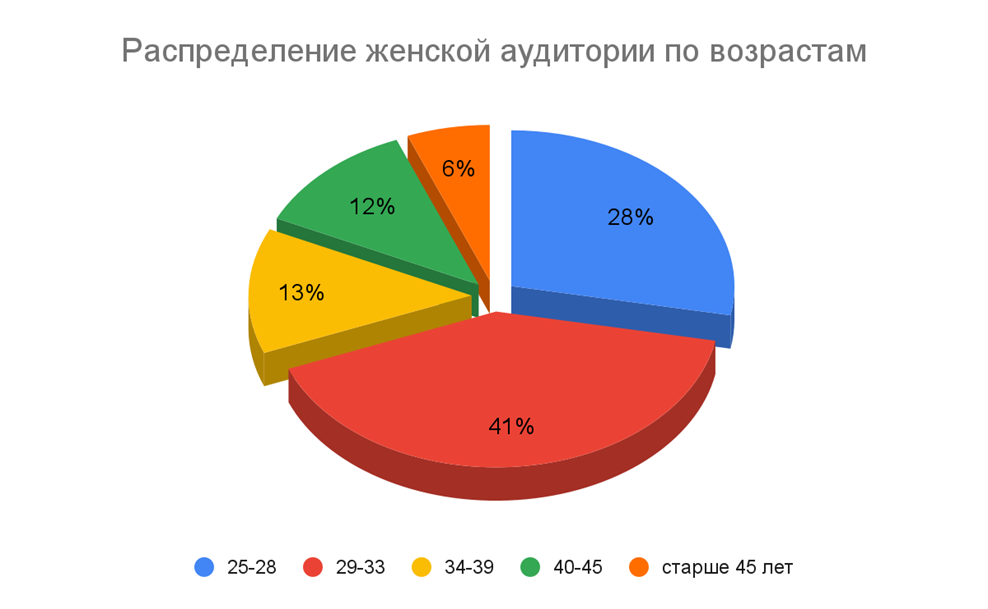 Распределение женской аудитории по возрастам
6%
28%
12%
13%
41%
25-28 29-33 34-39 40-45 старше 45 лет